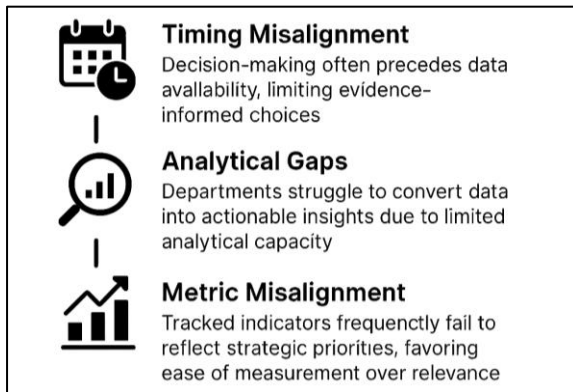 Timing Misalignment
Decision-making often precedes data
avallability, limiting evídence-
informed choices
Analytical Gaps
Departments struggle to convert data
into actionable insights due to limited
analytical capacity
Metric Misalignment
Tracked indicators frequenctly fail to
reflect strategic priorities, favoring
ease of measurement over relevance